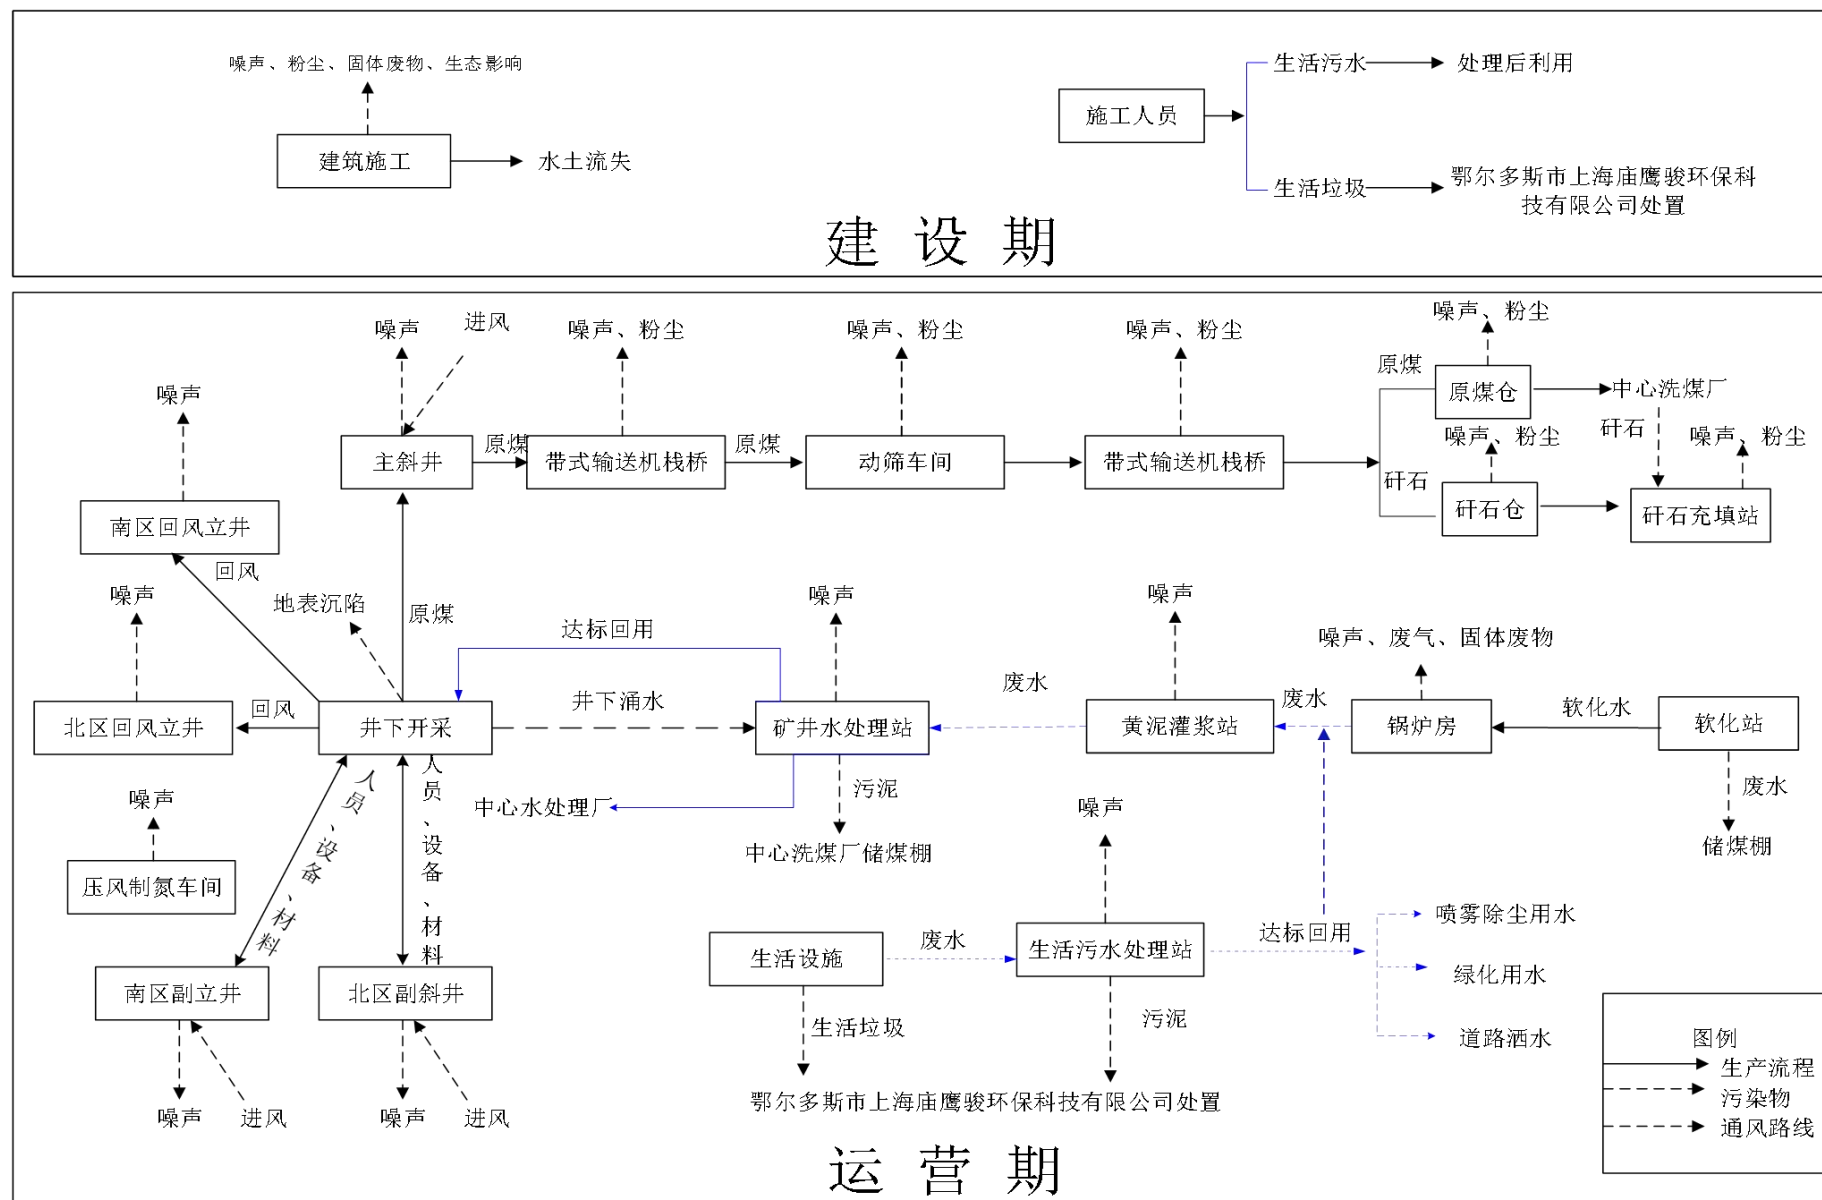 噪声、粉尘、固体废物、生态影响
建筑施工
水土流失
施工人员
生活污水
处理后利用
生活垃圾
鄂尔多斯市上海庙鹰骏环保科
技有限公司处置
建 设 期
噪声
进风
噪声、粉尘
噪声、粉尘
噪声、粉尘
噪声、粉尘
噪声
主斜井
原煤
带式输送机栈桥
原煤
动筛车间
带式输送机栈桥
原煤
原煤仓
中心洗煤厂
矸石
噪声、粉尘
矸石
噪声、粉尘
矸石仓
矸石充填站
南区回风立井
回风
噪声
地表沉陷
原煤
达标回用
噪声
噪声
噪声、废气、固体废物
北区回风立井
回风
井下开采
井下涌水
矿井水处理站
废水
黄泥灌浆站
废水
锅炉房
软化水
软化站
噪声
压风制氮车间
人员、设备、材料
人员、设备、材料
中心水处理厂
污泥
中心洗煤厂储煤棚
噪声
废水
储煤棚
南区副立井
北区副斜井
生活设施
废水
生活污水处理站
达标回用
喷雾除尘用水
绿化用水
道路洒水
生活垃圾
污泥
噪声
进风
噪声
进风
鄂尔多斯市上海庙鹰骏环保科技有限公司处置
图例
生产流程
污染物
通风路线
运 营 期